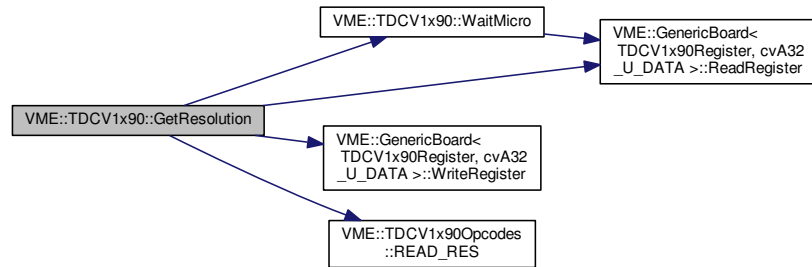 VME::TDCV1x90::WaitMicro
VME::GenericBoard<
TDCV1x90Register, cvA32
_U_DATA >::ReadRegister
VME::TDCV1x90::GetResolution
VME::GenericBoard<
TDCV1x90Register, cvA32
_U_DATA >::WriteRegister
VME::TDCV1x90Opcodes
::READ_RES